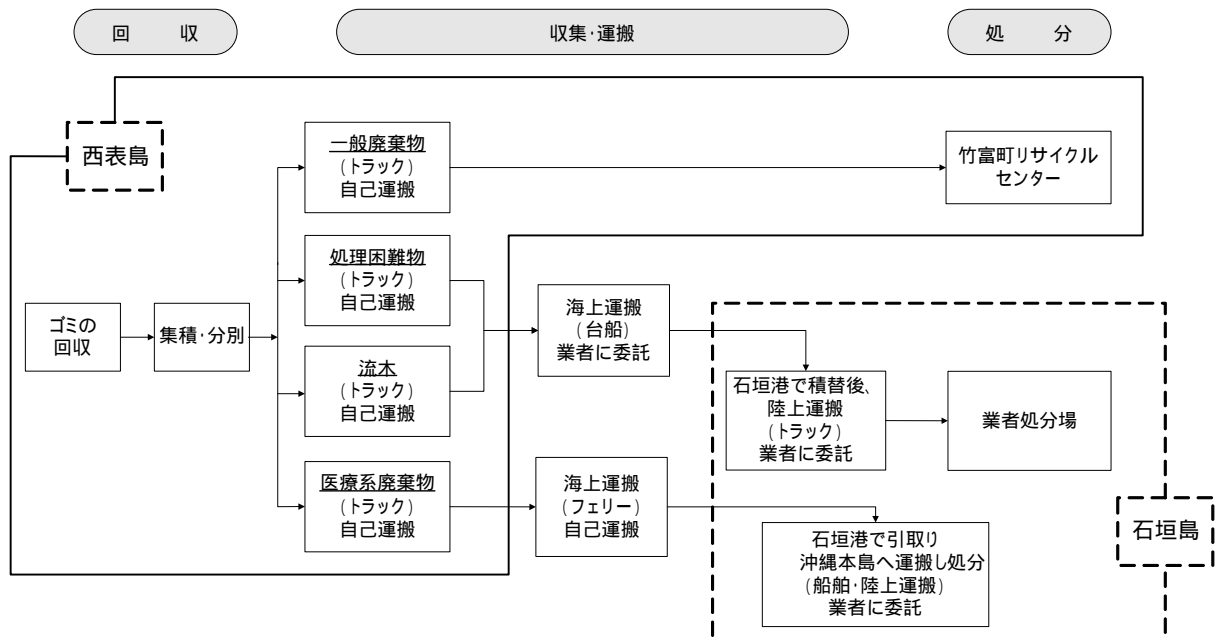 回　収
収集･運搬
処　分
西表島
一般廃棄物
(トラック)
自己運搬
竹富町リサイクル
センター
処理困難物
(トラック)
自己運搬
ゴミの
回収
集積･分別
海上運搬
(台船)
業者に委託
流木
(トラック)
自己運搬
石垣港で積替後、
陸上運搬
(トラック)
業者に委託
業者処分場
医療系廃棄物
(トラック)
自己運搬
海上運搬
(フェリー)
自己運搬
石垣港で引取り
沖縄本島へ運搬し処分
(船舶･陸上運搬)
業者に委託
石垣島